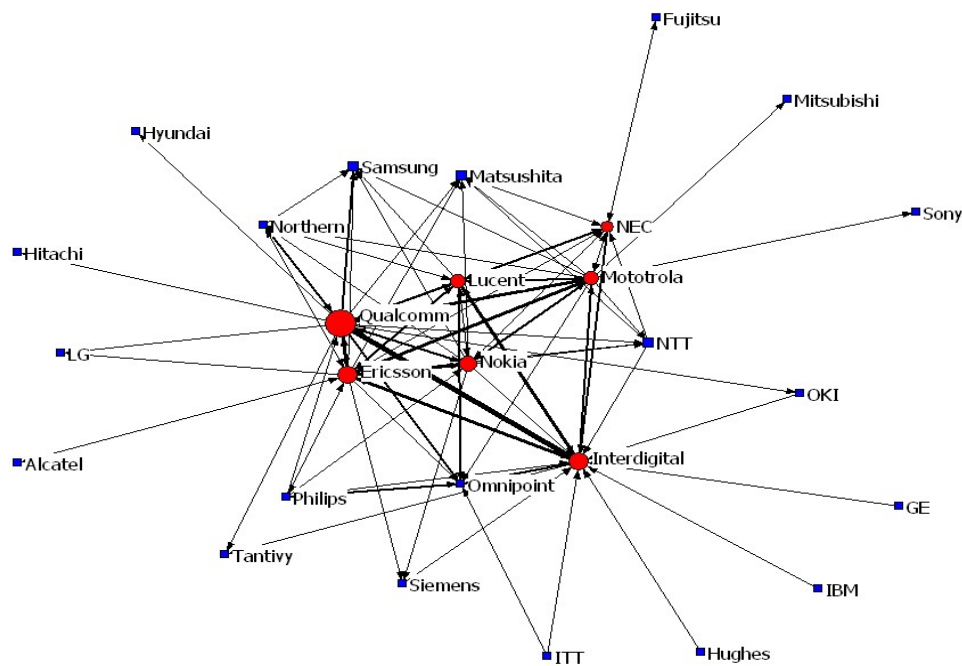 Fujitsu
Mitsubishi
Hyundai
Samsung
Matsushita
Sony
Northern
NEC
Hitachi
Lucent
Mototrola
Qualcomm
NTT
LG
Ericsson
Nokia
OKI
Alcatel
Interdigital
Omnipoint
Philips
GE
Tantivy
Siemens
IBM
ITT
Hughes